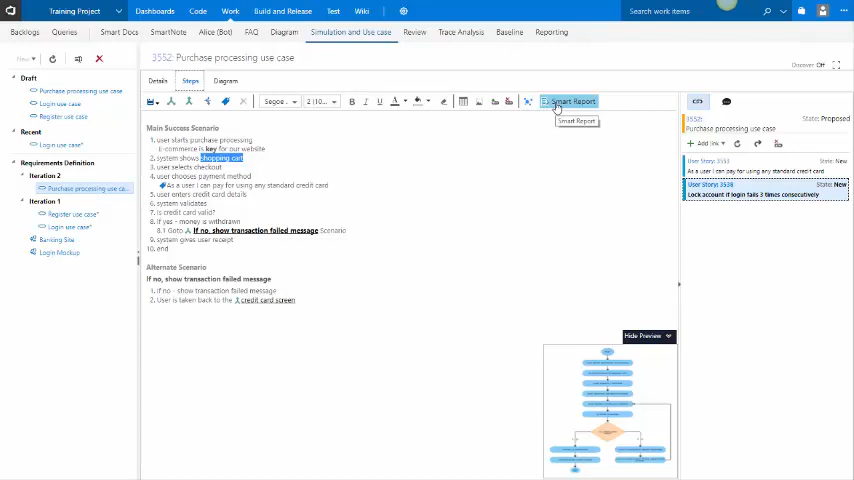 Training Project Dashboards Code Work Build and Release Test Wiki Search work items
Backlogs Queries Smart Docs SmartNote Alice (Bot) FAQ Diagram Simulation and Use case Review Trace Analysis Baseline Reporting
New
3552: Purchase processing use case
Discover Off
Draft
Purchase processing use case
Login use case
Register use case
Recent
Login use case*
Requirements Definition
Iteration 2
Purchase processing use ca...
Iteration 1
Register use case*
Login use case*
Banking Site
Login Mockup
Details Steps Diagram
Segoe . 2 (10... B I U A Smart Report
Smart Report
Main Success Scenario
1. user starts purchase processing
E-commerce is key for our website
2. system shows shopping cart
3. user selects checkout
4. user chooses payment method
As a user I can pay for using any standard credit card
5. user enters credit card details
6. system validates
7. Is credit card valid?
8. If yes - money is withdrawn
8.1 Goto If no, show transaction failed message Scenario
9. system gives user receipt
10. end
Alternate Scenario
If no, show transaction failed message
1. if no - show transaction failed message
2. User is taken back to the credit card screen
Hide Preview
3552: State: Proposed
Purchase processing use case
Add link
User Story: 3553 State: New
As a user I can pay for using any standard credit card
User Story: 3538 State: New
Lock account if login fails 3 times consecutively